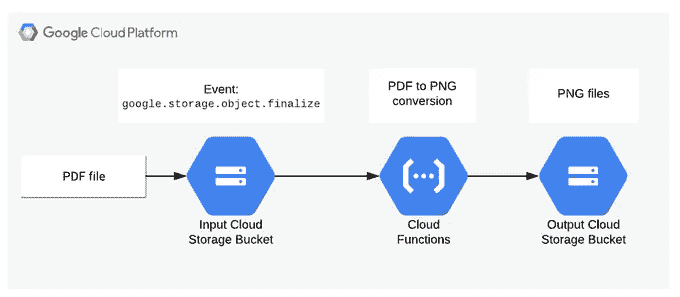 Google Cloud Platform
Event:
google.storage.object.finalize
PDF to PNG
conversion
PNG files
PDF file
Input Cloud
Storage Bucket
Cloud
Functions
Output Cloud
Storage Bucket